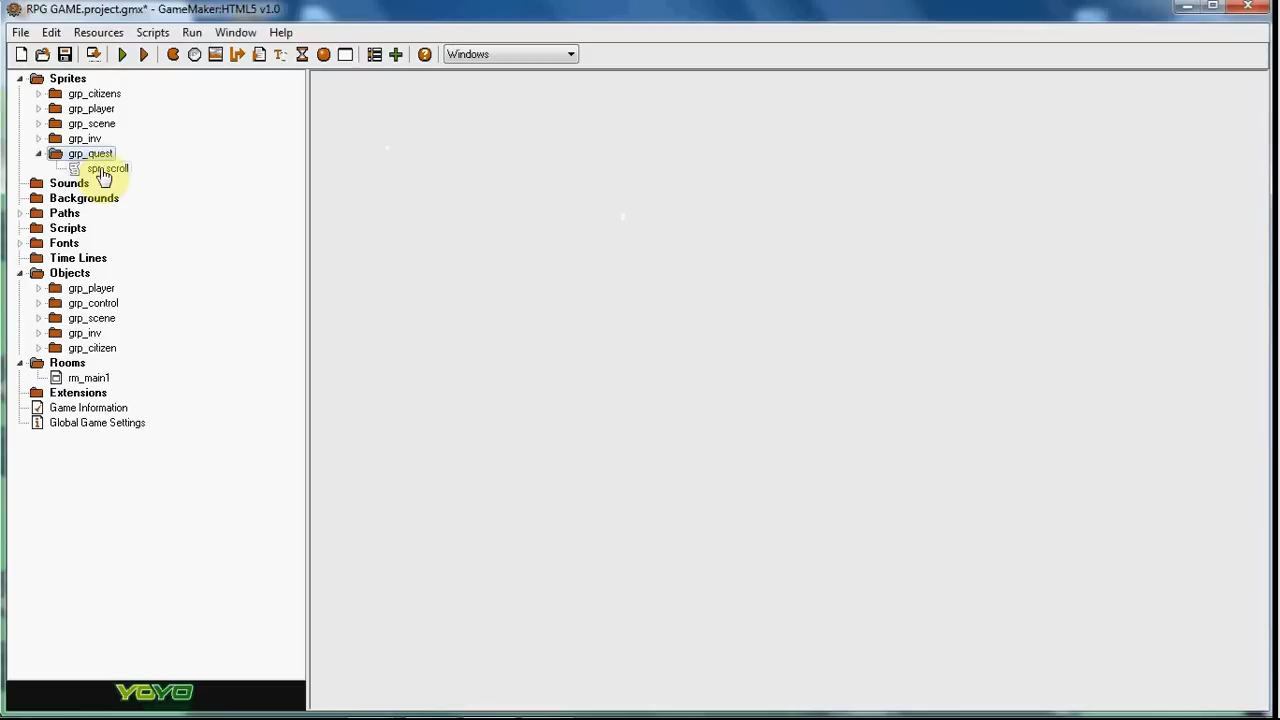 RPG GAME.project.gmx* - GameMaker:HTML5 v1.0
File Edit Resources Scripts Run Window Help
Windows
Sprites
grp_citizens
grp_player
grp_scene
grp_inv
grp_quest
spr_scroll
Sounds
Backgrounds
Paths
Scripts
Fonts
Time Lines
Objects
grp_player
grp_control
grp_scene
grp_inv
grp_citizen
Rooms
rm_main1
Extensions
Game Information
Global Game Settings
YOYO